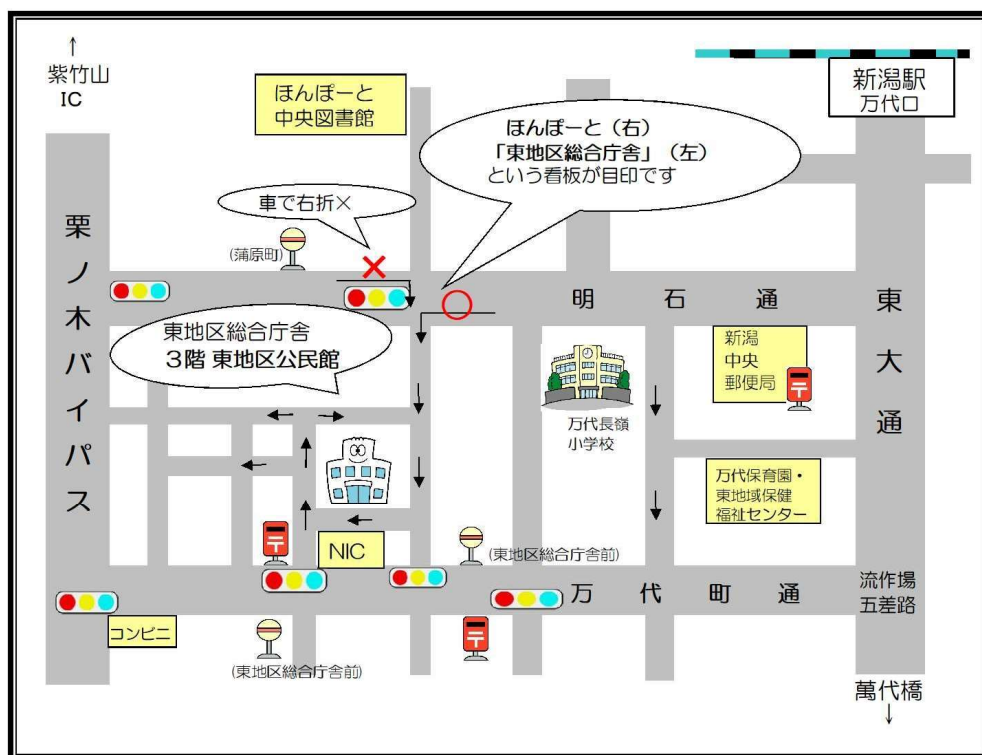 ↑
紫竹山
IC
ほんぽーと
中央図書館
新潟駅
万代口
ほんぽーと（右）
「東地区総合庁舎」（左）
という看板が目印です
車で右折×
(蒲原町)
栗ノ木バイパス
明石通
東大通
東地区総合庁舎
３階 東地区公民館
新潟
中央
郵便局
〒
万代長嶺
小学校
万代保育園・
東地域保健
福祉センター
〒
NIC
(東地区総合庁舎前)
万代町通
流作場
五差路
コンビニ
〒
(東地区総合庁舎前)
萬代橋
↓